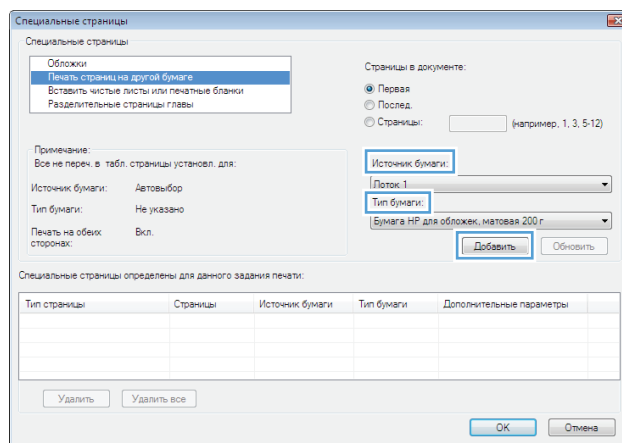 Специальные страницы
Специальные страницы
Обложки
Печать страниц на другой бумаге
Вставить чистые листы или печатные бланки
Разделительные страницы главы
Страницы в документе:
Первая
Послед.
Страницы:
(например, 1, 3, 5-12)
Примечание:
Все не переч. в табл. страницы установл. для:
Источник бумаги: Автовыбор
Тип бумаги: Не указано
Печать на обеих сторонах: Вкл.
Источник бумаги:
Лоток 1
Тип бумаги:
Бумага HP для обложек, матовая 200 г
Добавить Обновить
Специальные страницы определены для данного задания печати:
Тип страницы Страницы Источник бумаги Тип бумаги Дополнительные параметры
Удалить Удалить все
OK Отмена